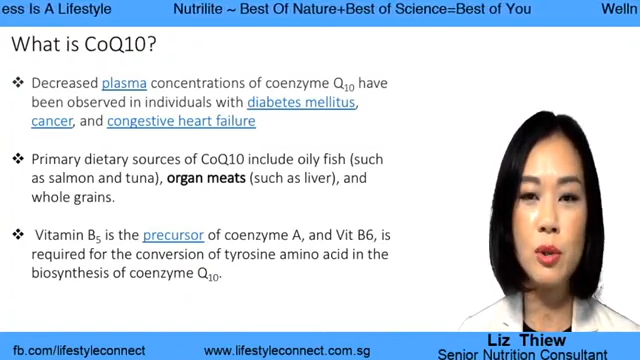 ess Is A Lifestyle Nutrilite ~ Best Of Nature+Best of Science=Best of You Welln
What is CoQ10?
❖ Decreased plasma concentrations of coenzyme Q10 have
been observed in individuals with diabetes mellitus,
cancer, and congestive heart failure
❖ Primary dietary sources of CoQ10 include oily fish (such
as salmon and tuna), organ meats (such as liver), and
whole grains.
❖ Vitamin B5 is the precursor of coenzyme A, and Vit B6, is
required for the conversion of tyrosine amino acid in the
biosynthesis of coenzyme Q10.
Liz Thiew
fb.com/lifestyleconnect www.lifestyleconnect.com.sg Senior Nutrition Consultant